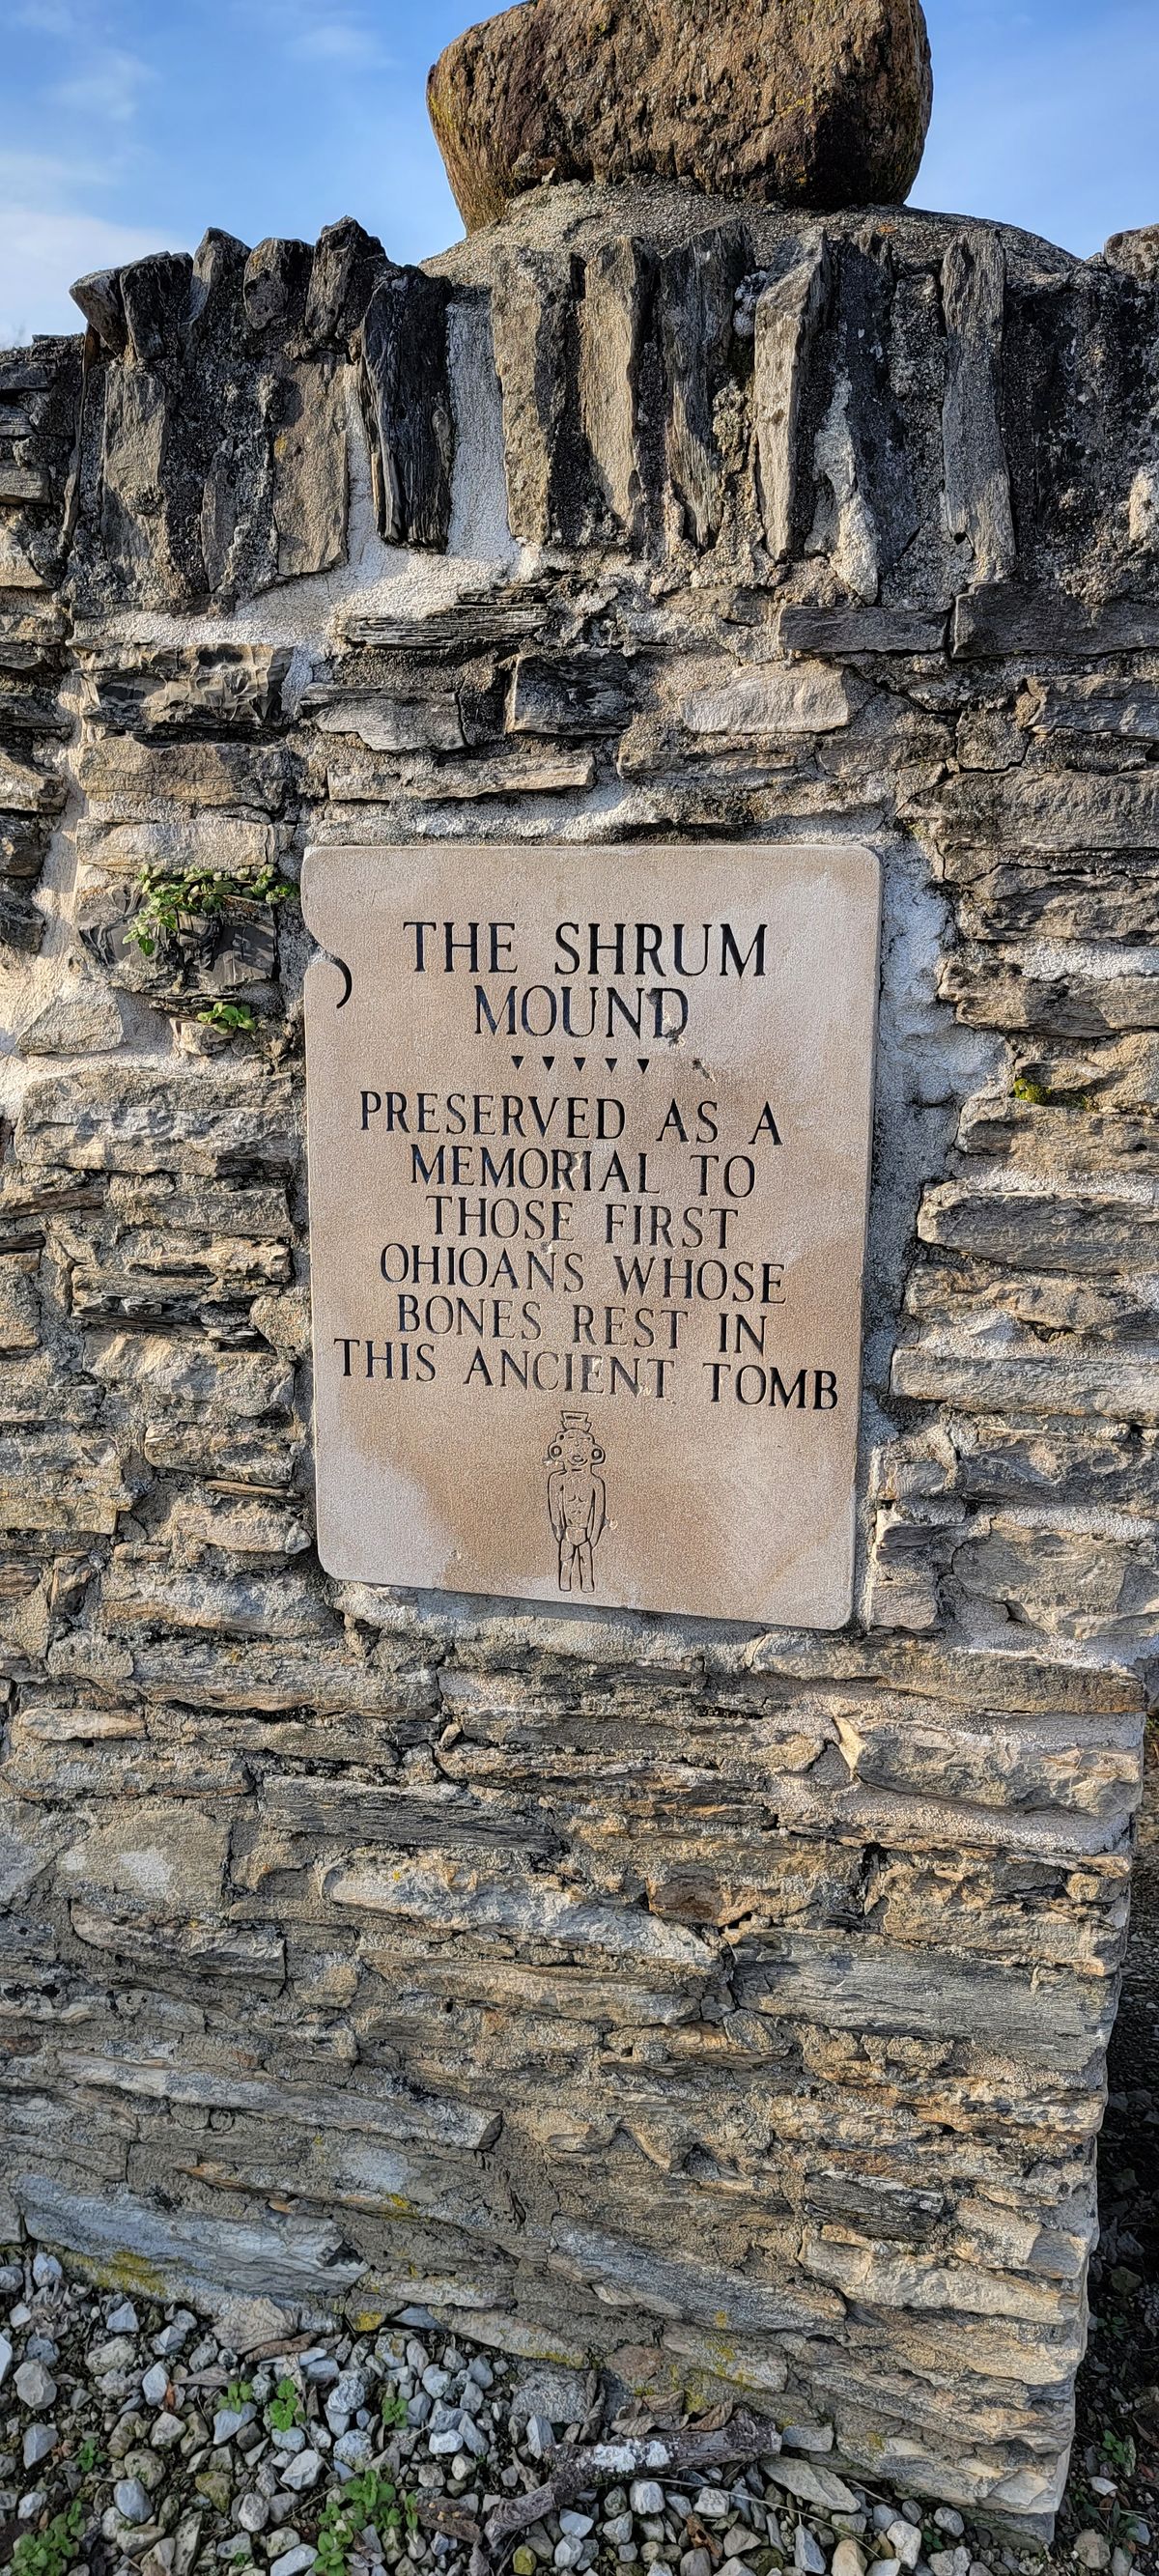 THE SHRUM
MOUND
PRESERVED AS A
MEMORIAL TO
THOSE FIRST
OHIOANS WHOSE
BONES REST IN
THIS ANCIENT TOMB